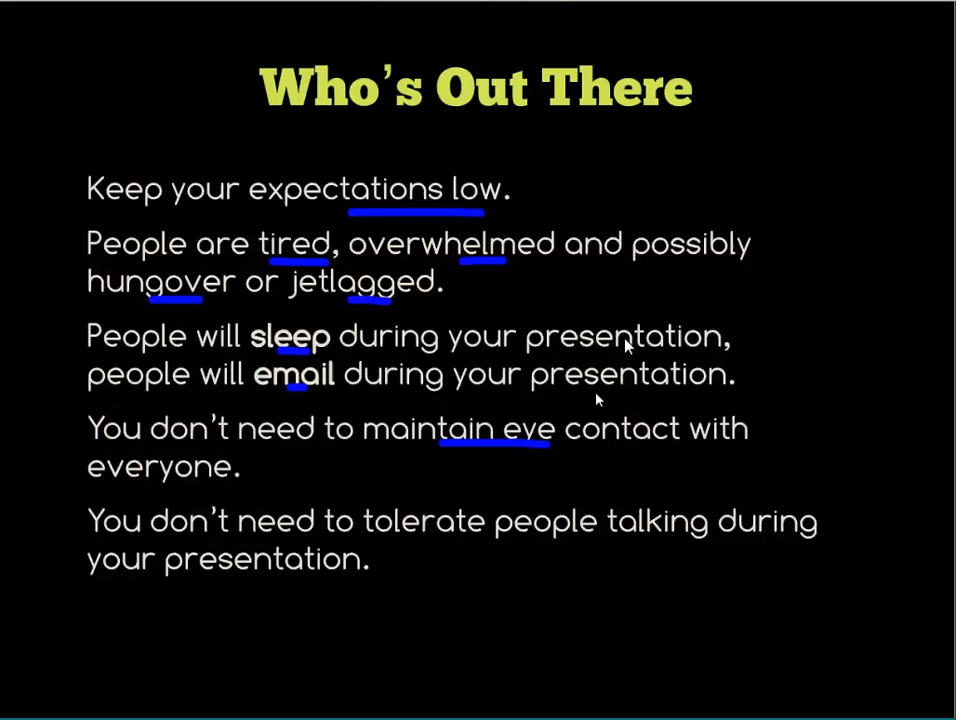 Who's Out There
Keep your expectations low.
People are tired, overwhelmed and possibly
hungover or jetlagged.
People will sleep during your presentation,
people will email during your presentation.
You don't need to maintain eye contact with
everyone.
You don't need to tolerate people talking during
your presentation.